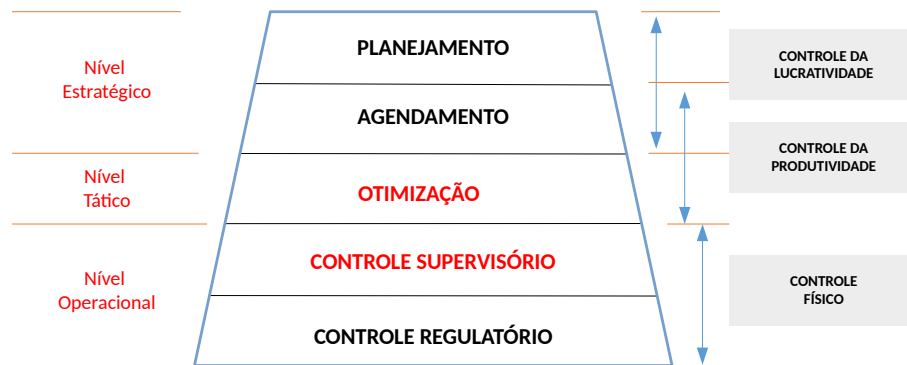 PLANEJAMENTO
AGENDAMENTO
OTIMIZAÇÃO
CONTROLE SUPERVISÓRIO
CONTROLE REGULATÓRIO
Nível
Estratégico
Nível
Tático
Nível
Operacional
CONTROLE DA
LUCRATIVIDADE
CONTROLE DA
PRODUTIVIDADE
CONTROLE
FÍSICO